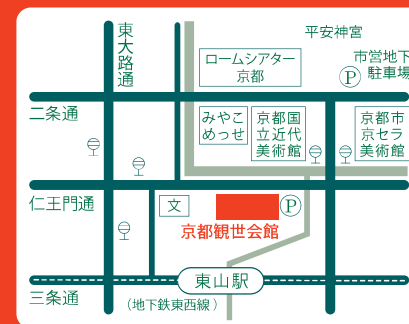 東大路通
平安神宮
ロームシアター
京都
市営地下
駐車場
P
二条通
みやこ
めっせ
京都国
立近代
美術館
京都市
京セラ
美術館
仁王門通
文
P
京都観世会館
東山駅
三条通
(地下鉄東西線)